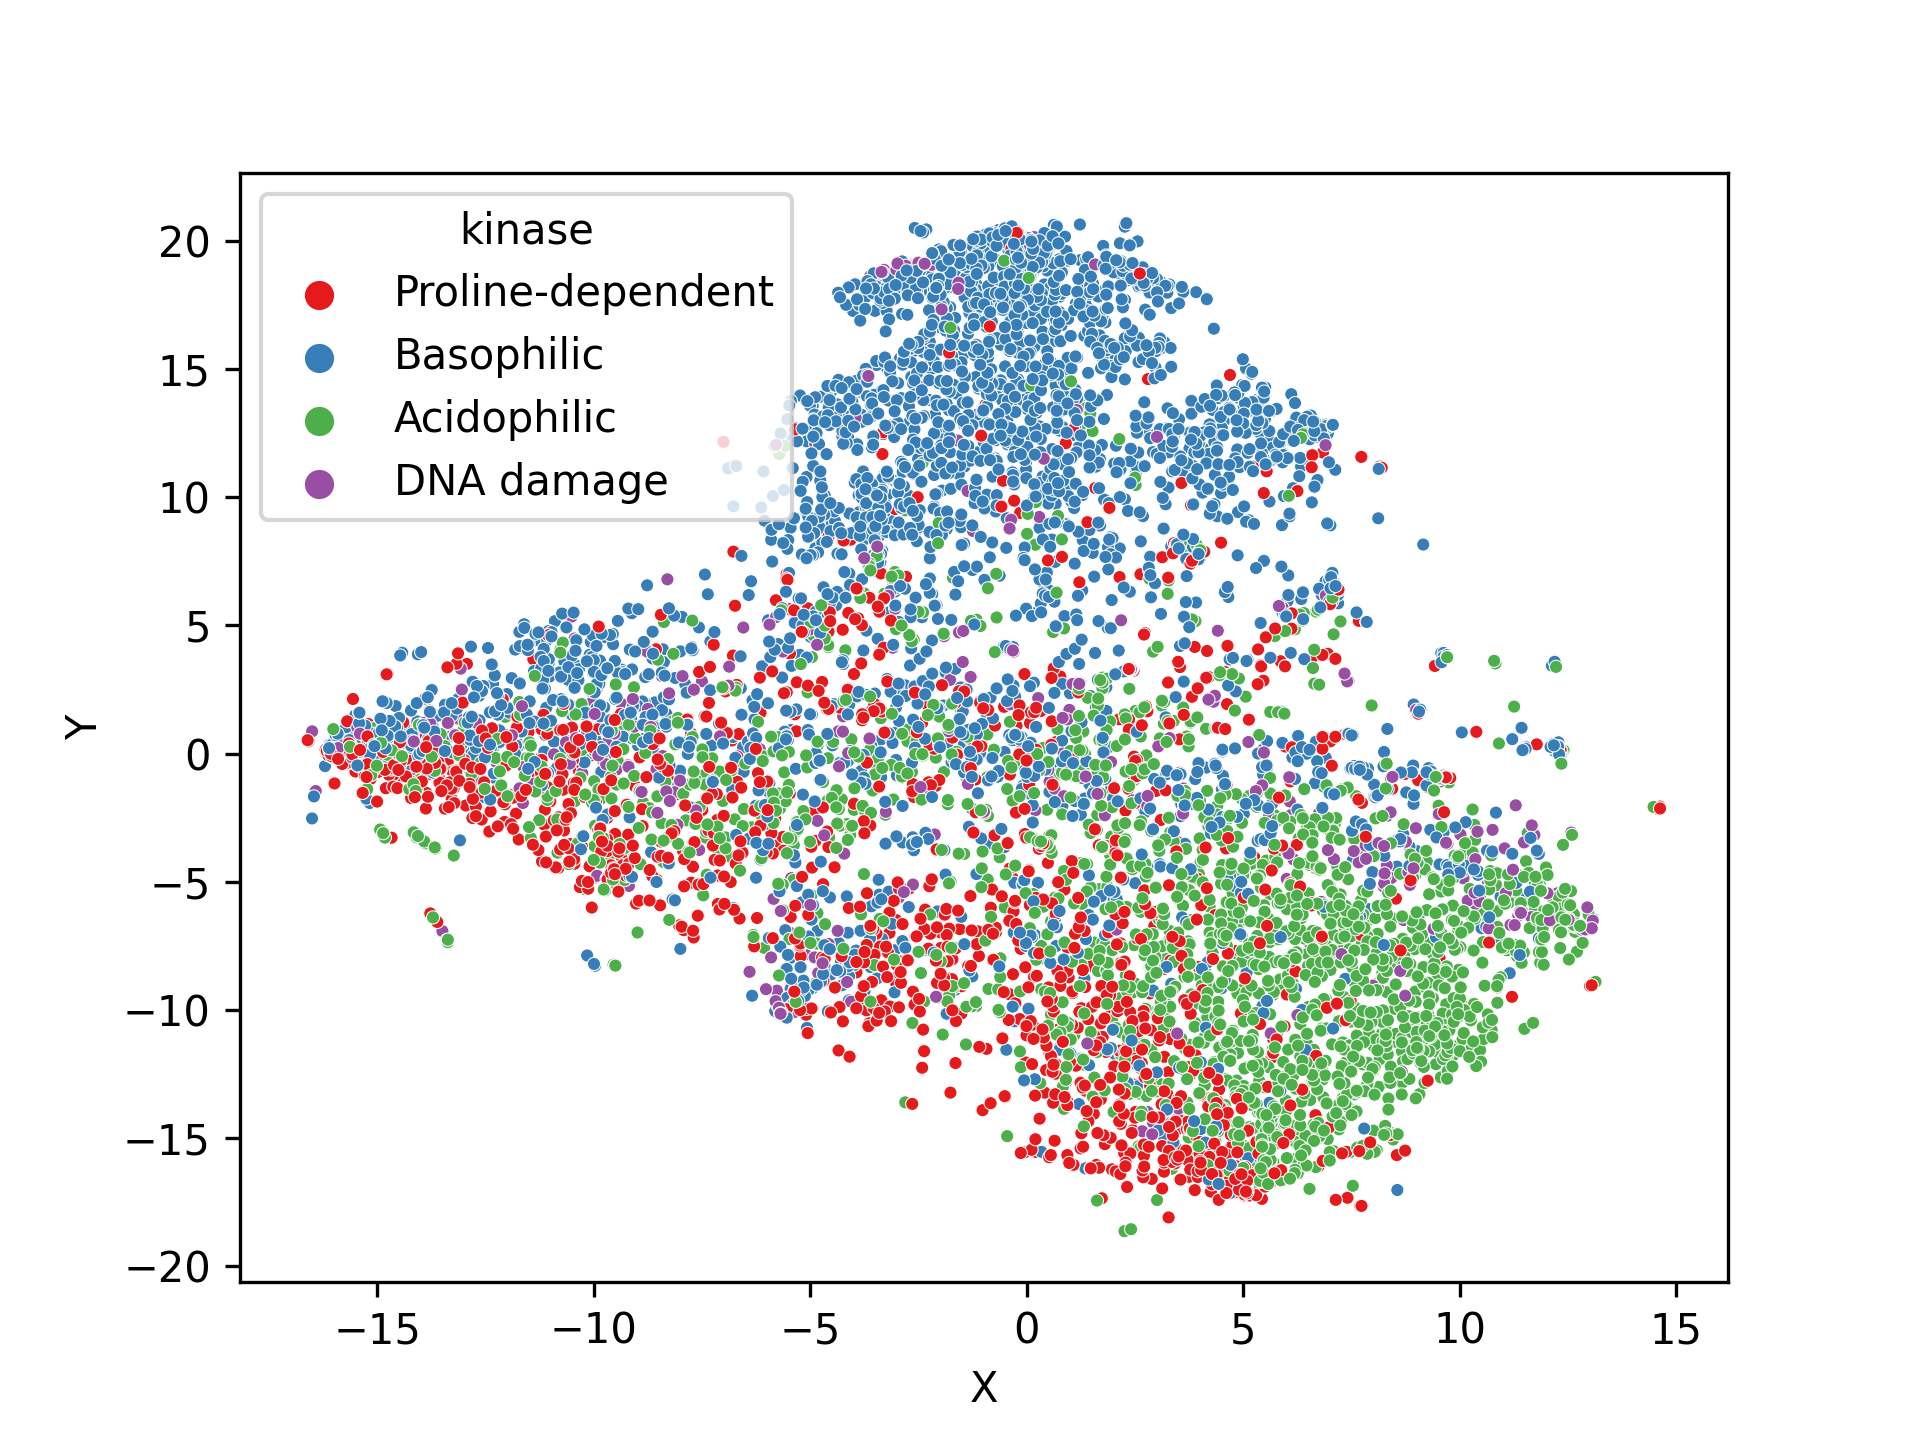 kinase
Proline-dependent
Basophilic
Acidophilic
DNA damage
20
15
10
5
0
−5
−10
−15
−20
Y
−15 −10 −5 0 5 10 15
X